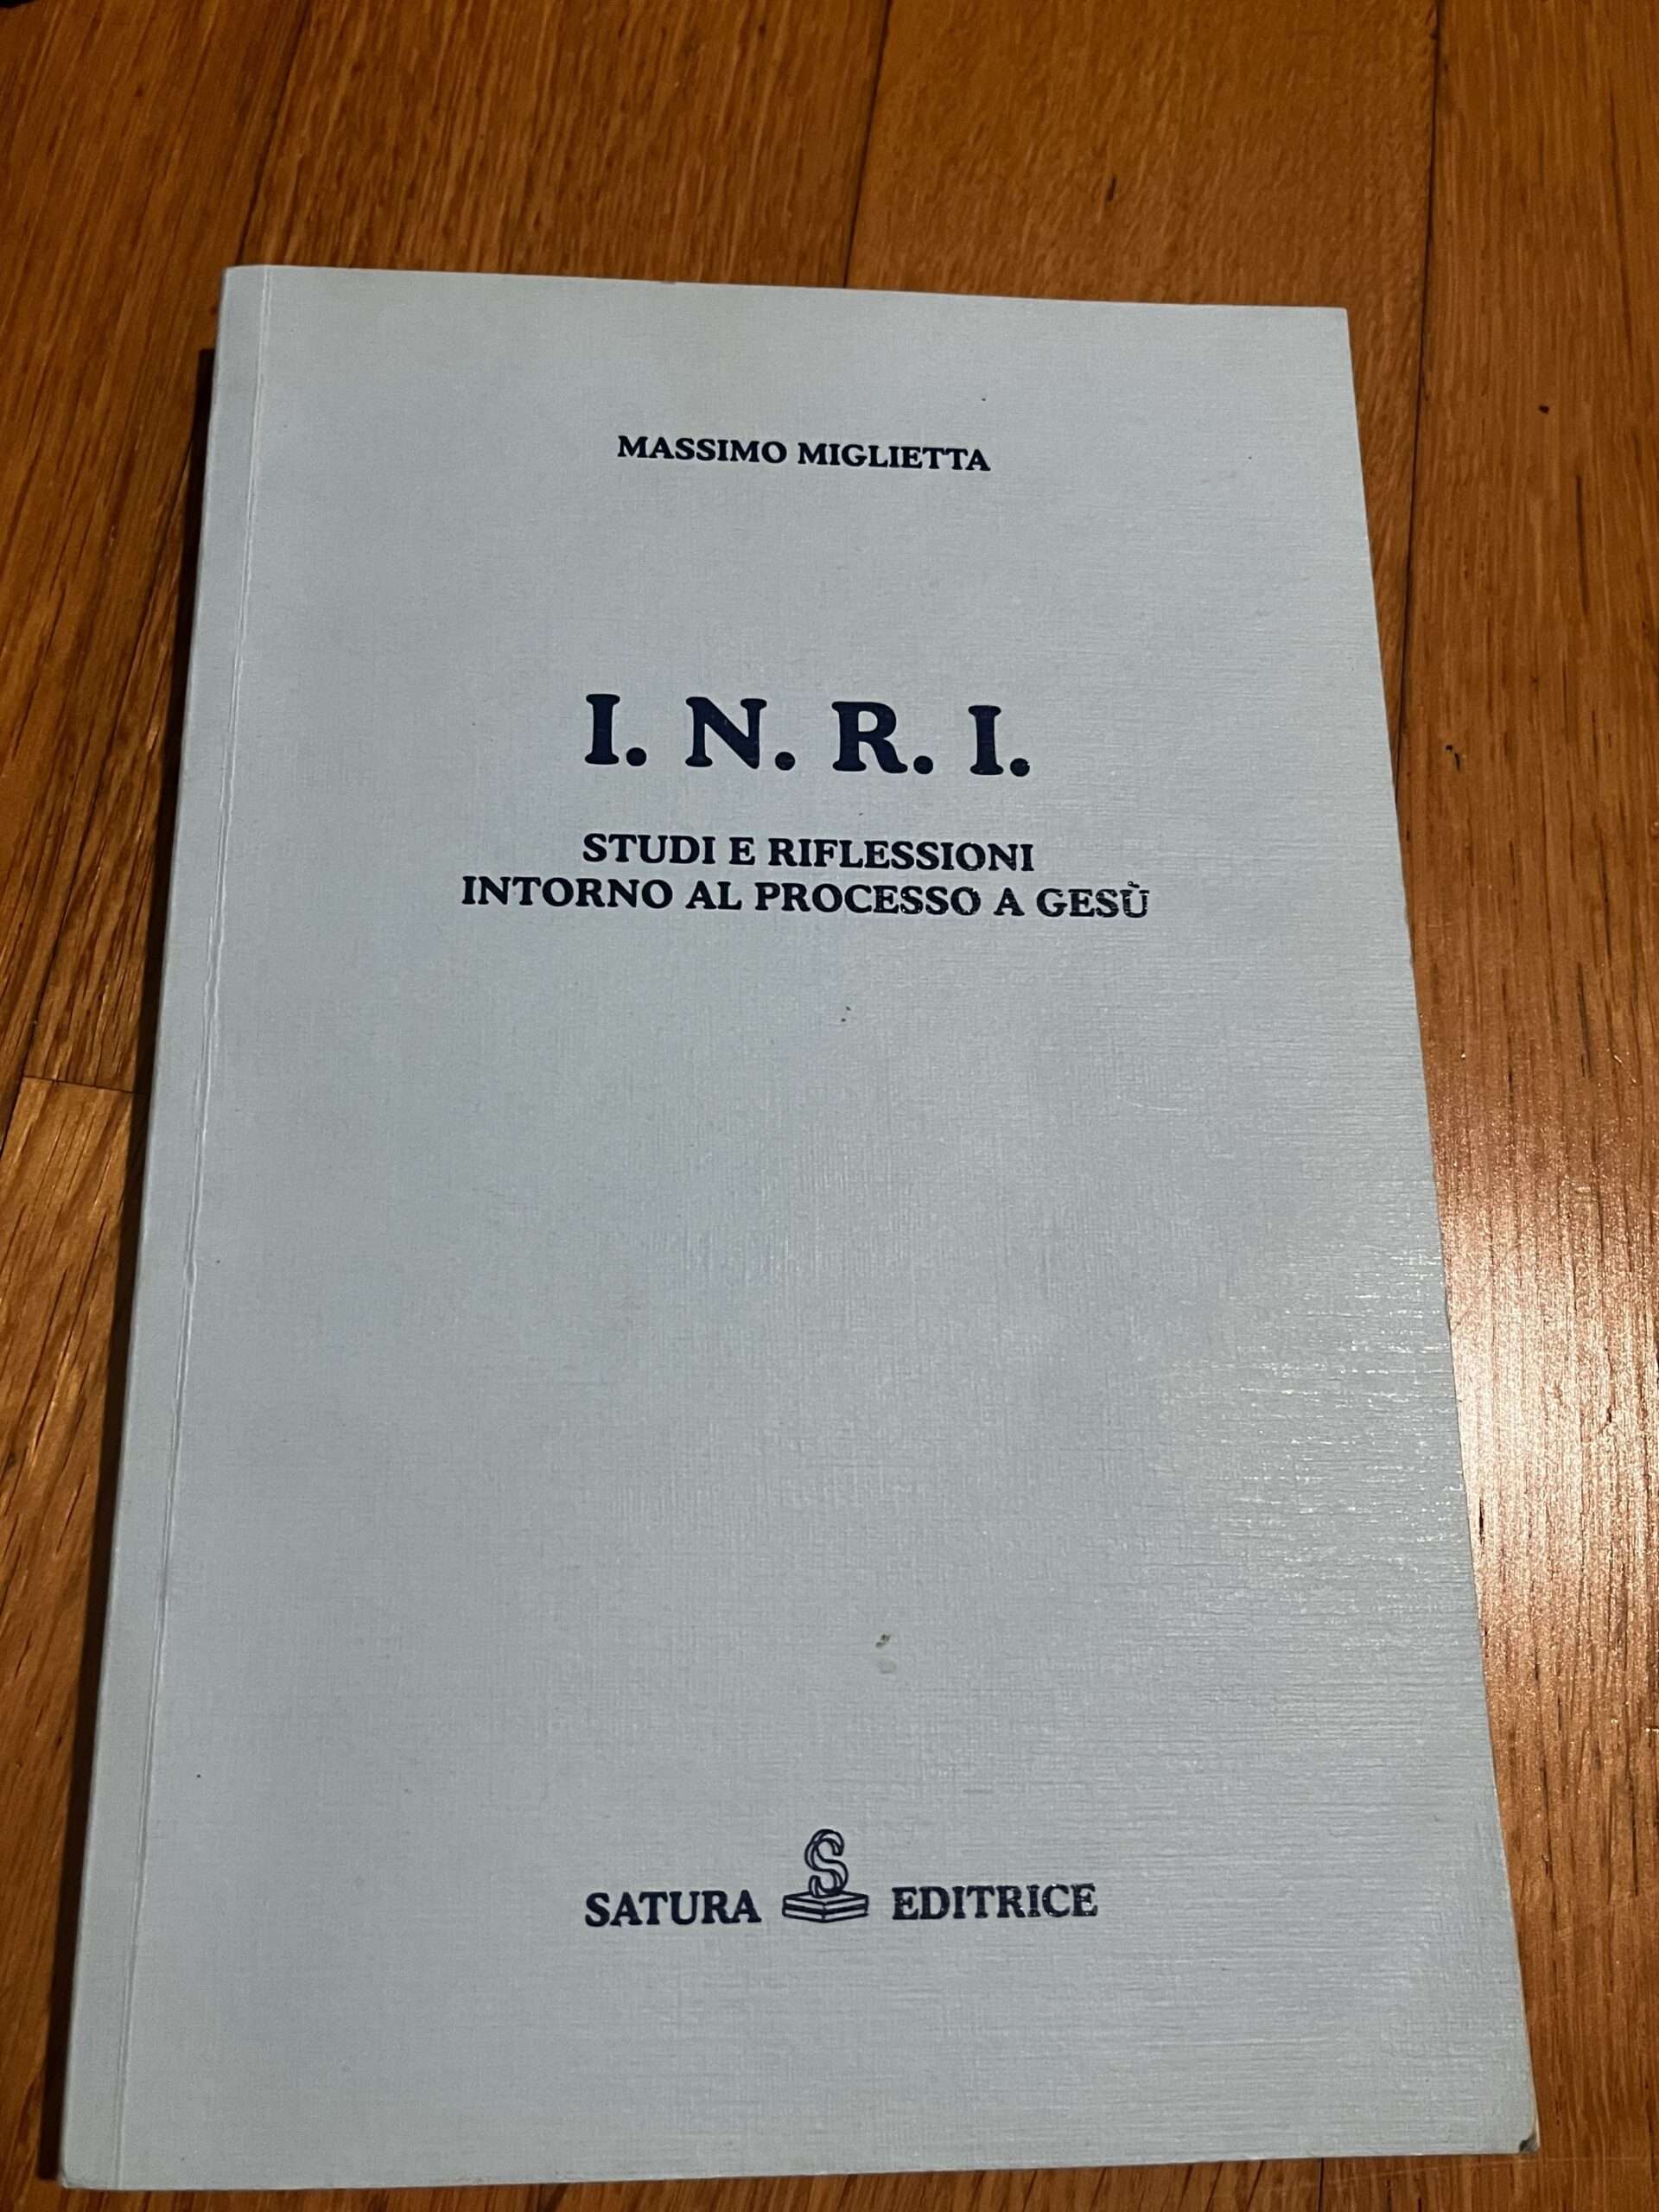 MASSIMO MIGLIETTA
I. N. R. I.
STUDI E RIFLESSIONI
INTORNO AL PROCESSO A GESÙ
SATURA S EDITRICE